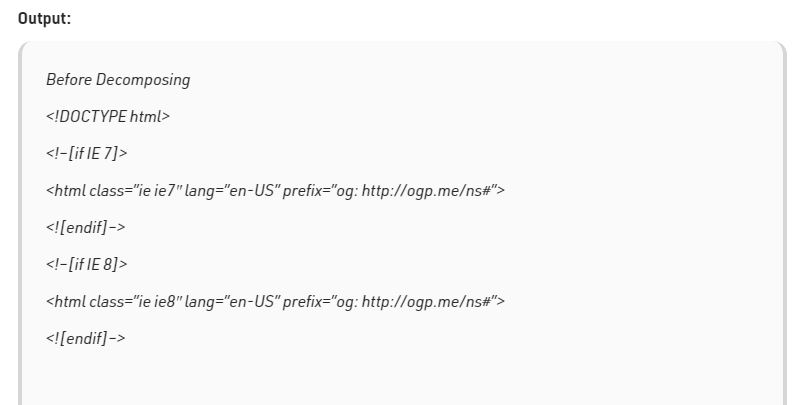 Output:
Before Decomposing
<!DOCTYPE html>
<!–[if IE 7]>
<html class=”ie ie7″ lang=”en-US” prefix=”og: http://ogp.me/ns#”>
<![endif]–>
<!–[if IE 8]>
<html class=”ie ie8″ lang=”en-US” prefix=”og: http://ogp.me/ns#”>
<![endif]–>